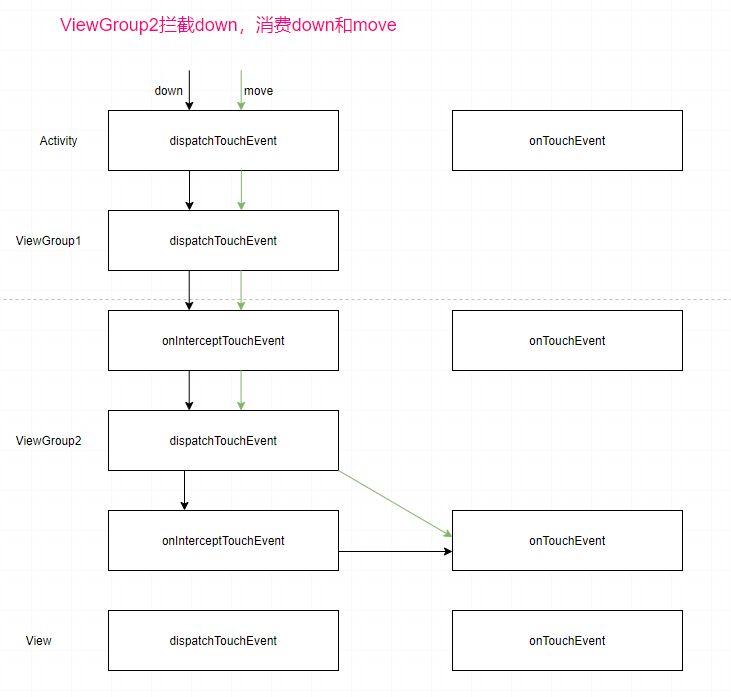 ViewGroup2拦截down，消费down和move
down
move
Activity
dispatchTouchEvent
onTouchEvent
ViewGroup1
dispatchTouchEvent
onInterceptTouchEvent
onTouchEvent
ViewGroup2
dispatchTouchEvent
onInterceptTouchEvent
onTouchEvent
View
dispatchTouchEvent
onTouchEvent